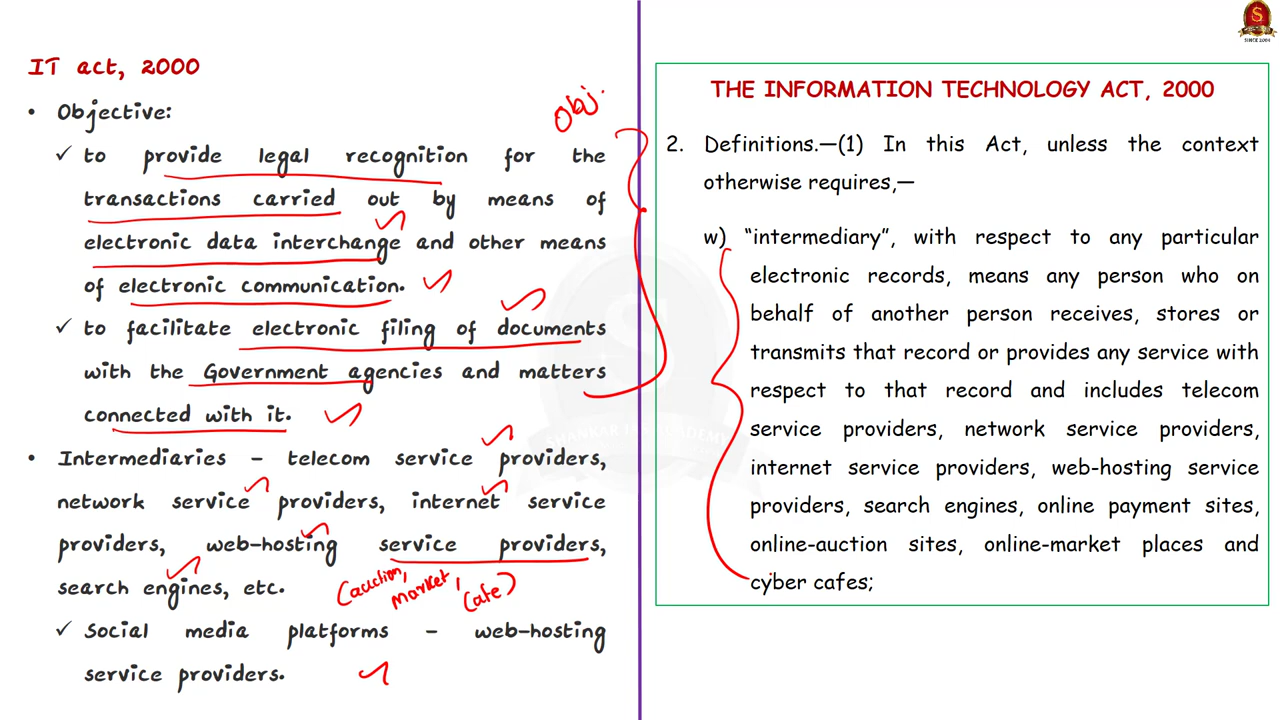 IT act, 2000
• Objective:
obj.
✓ to provide legal recognition for the
transactions carried out by means of
electronic data interchange and other means
of electronic communication.
✓ to facilitate electronic filing of documents
with the Government agencies and matters
connected with it.
• Intermediaries – telecom service providers,
network service providers, internet service
providers, web-hosting service providers,
search engines, etc.
(auction,
market,
cafe)
✓ Social media platforms – web-hosting
service providers.
S
SINCE 2004
THE INFORMATION TECHNOLOGY ACT, 2000
2. Definitions.—(1) In this Act, unless the context
otherwise requires,—
w) “intermediary”, with respect to any particular
electronic records, means any person who on
behalf of another person receives, stores or
transmits that record or provides any service with
respect to that record and includes telecom
service providers, network service providers,
internet service providers, web-hosting service
providers, search engines, online payment sites,
online-auction sites, online-market places and
cyber cafes;
SHANKAR IAS ACADEMY